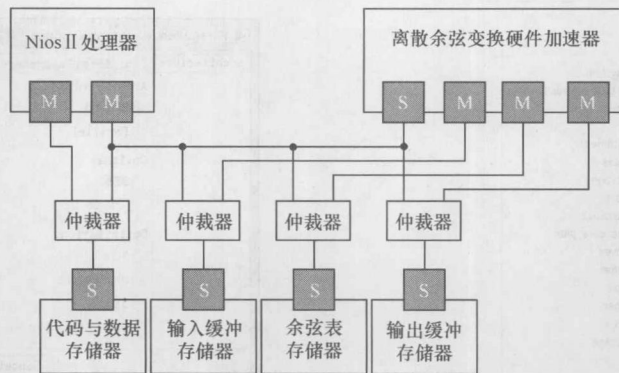 Nios II 处理器
离散余弦变换硬件加速器
M
M
S
M
M
M
仲裁器
仲裁器
仲裁器
仲裁器
S
S
S
S
代码与数据
存储器
输入缓冲
存储器
余弦表
存储器
输出缓冲
存储器